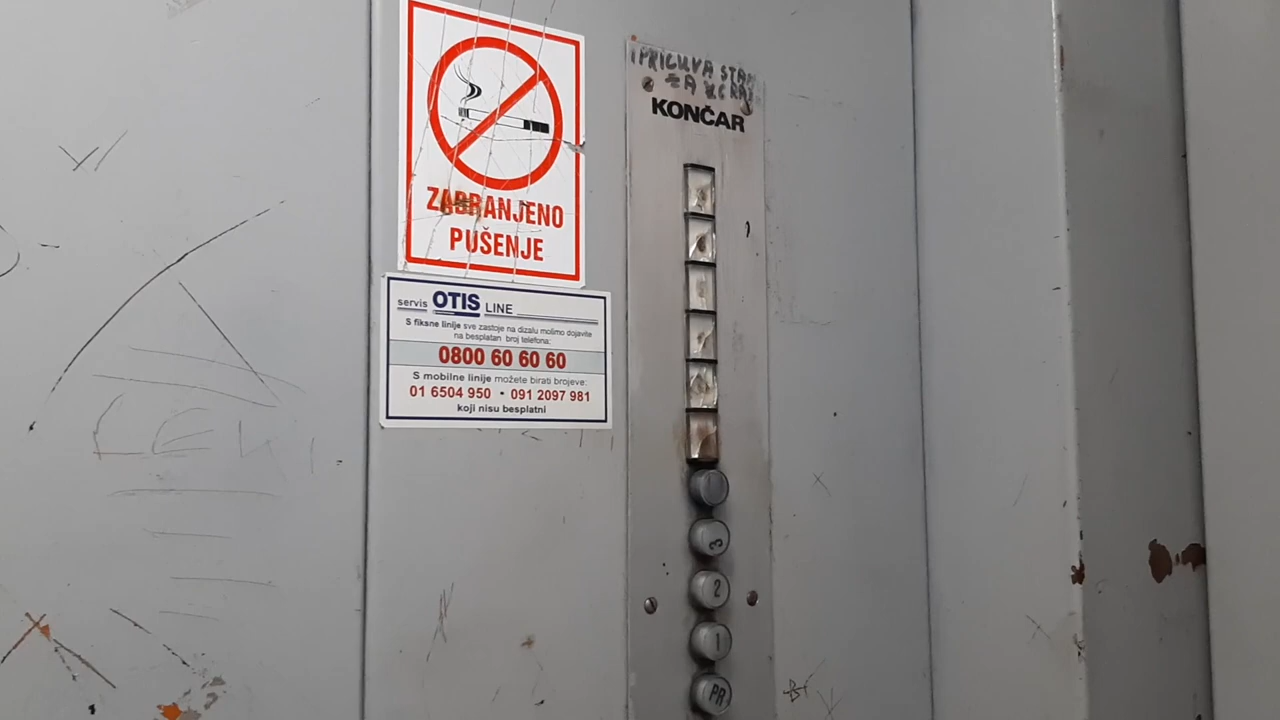 ZABRANJENO
PUŠENJE
servis OTIS LINE
S fiksne linije sve zastoje na dizalu molimo dojavite
na besplatan broj telefona:
0800 60 60 60
S mobilne linije možete birati brojeve:
01 6504 950 • 091 2097 981
koji nisu besplatni
ZA
KONČAR
3
2
1
PR